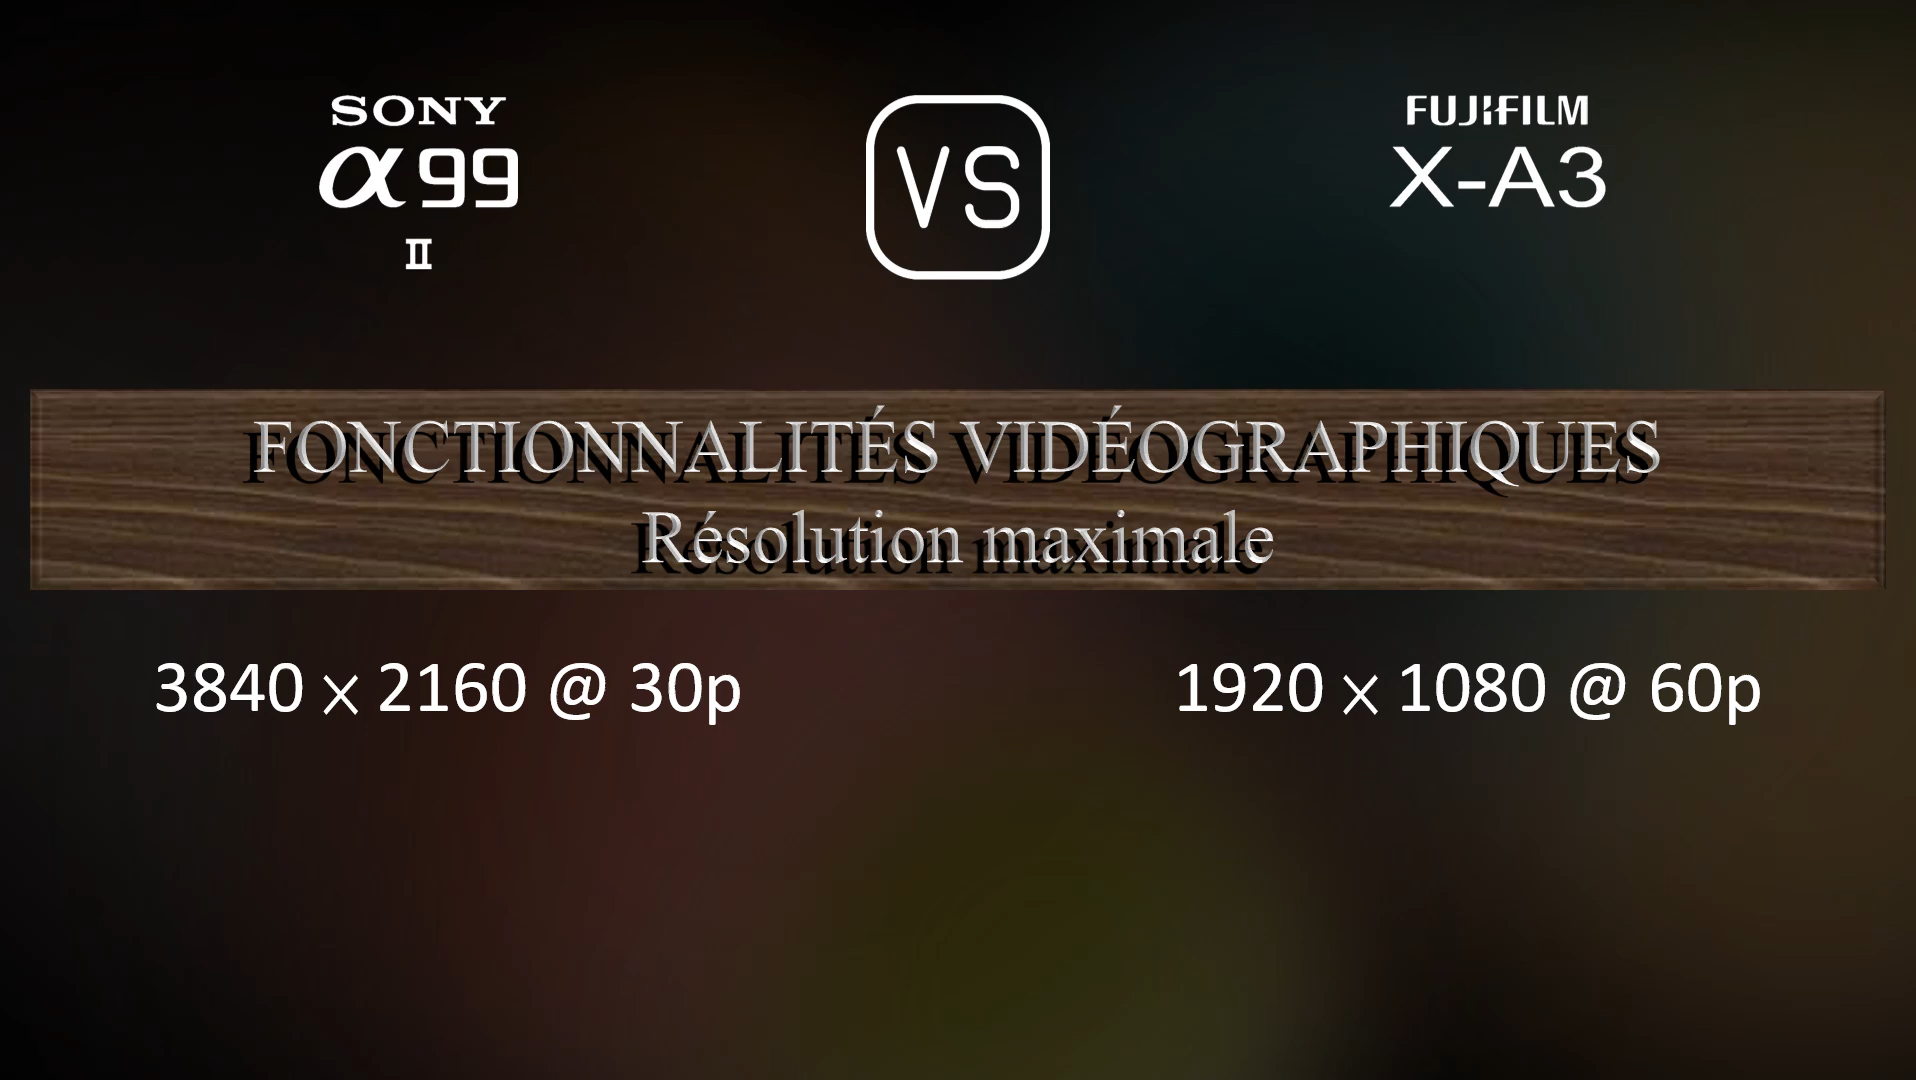 SONY
α99
II
VS
FUJIFILM
X-A3
FONCTIONNALITÉS VIDÉOGRAPHIQUES
Résolution maximale
3840 x 2160 @ 30p
1920 x 1080 @ 60p